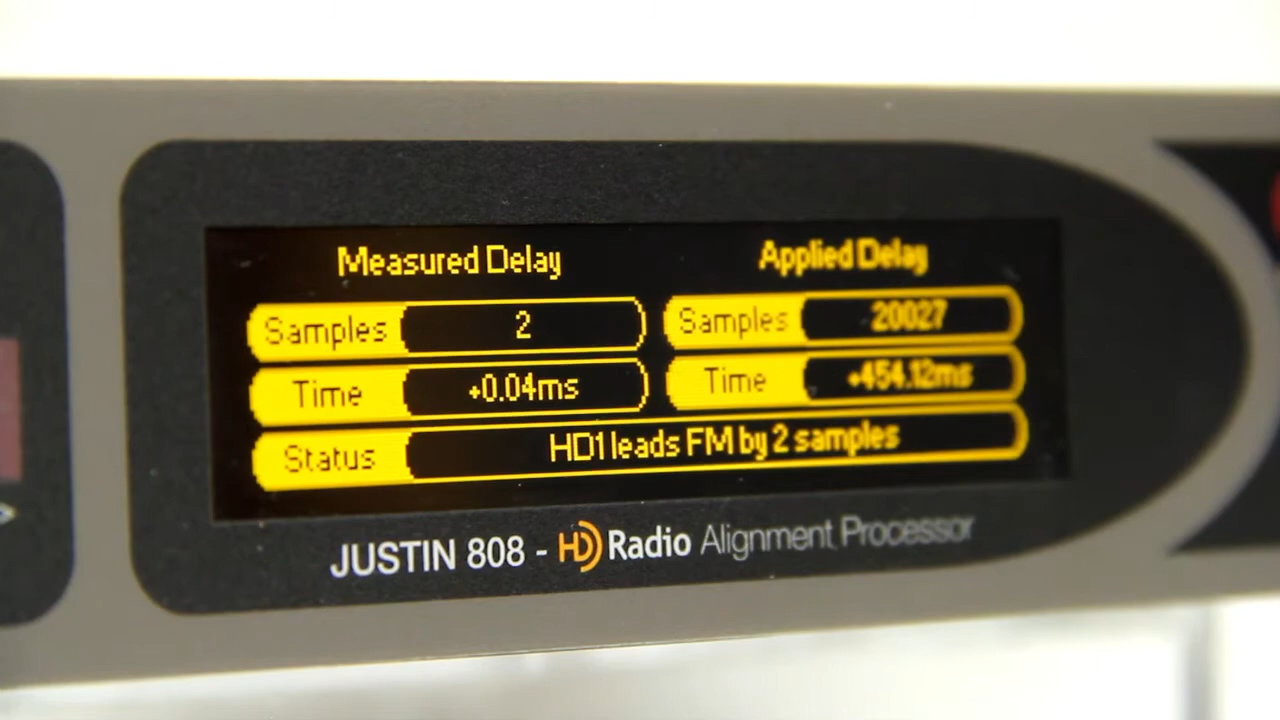 Measured Delay
Applied Delay
Samples 2
Samples 20027
Time +0.04ms
Time +454.12ms
Status HD1 leads FM by 2 samples
JUSTIN 808 - HD Radio Alignment Processor